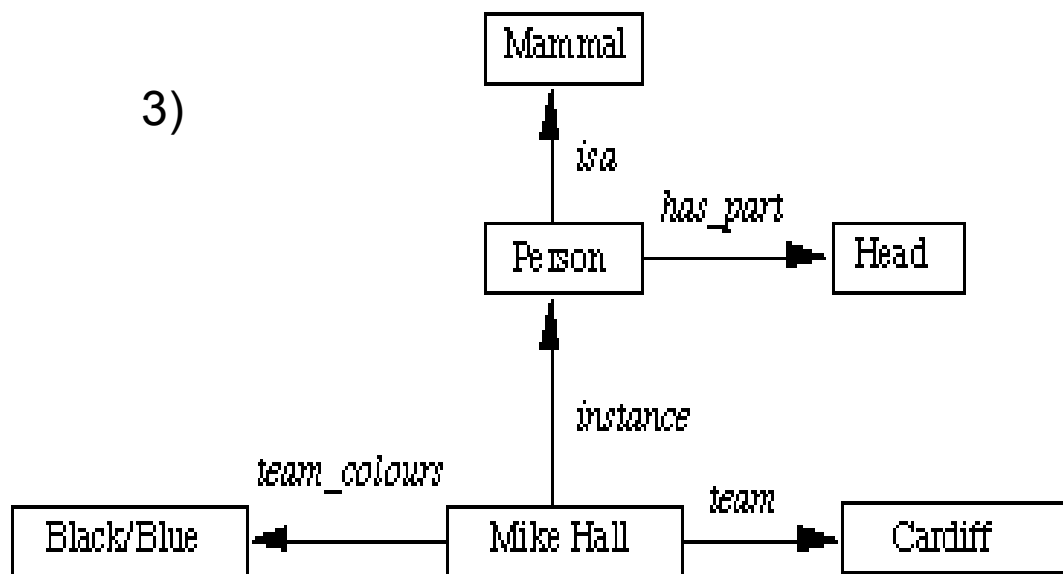 Mammal
3)
isa
has_part
Person
Head
instance
team_colours
team
Black/Blue
Mike Hall
Cardiff